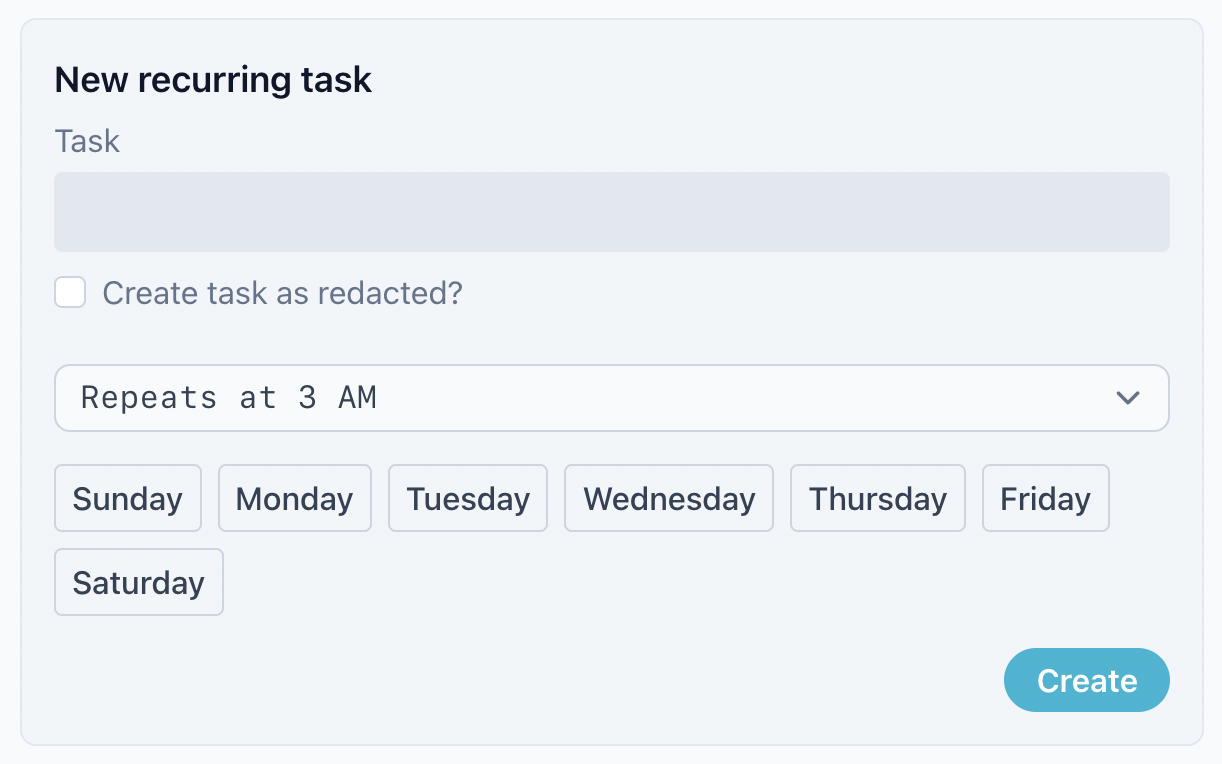 New recurring task
Task
Create task as redacted?
Repeats at 3 AM
Sunday Monday Tuesday Wednesday Thursday Friday
Saturday
Create